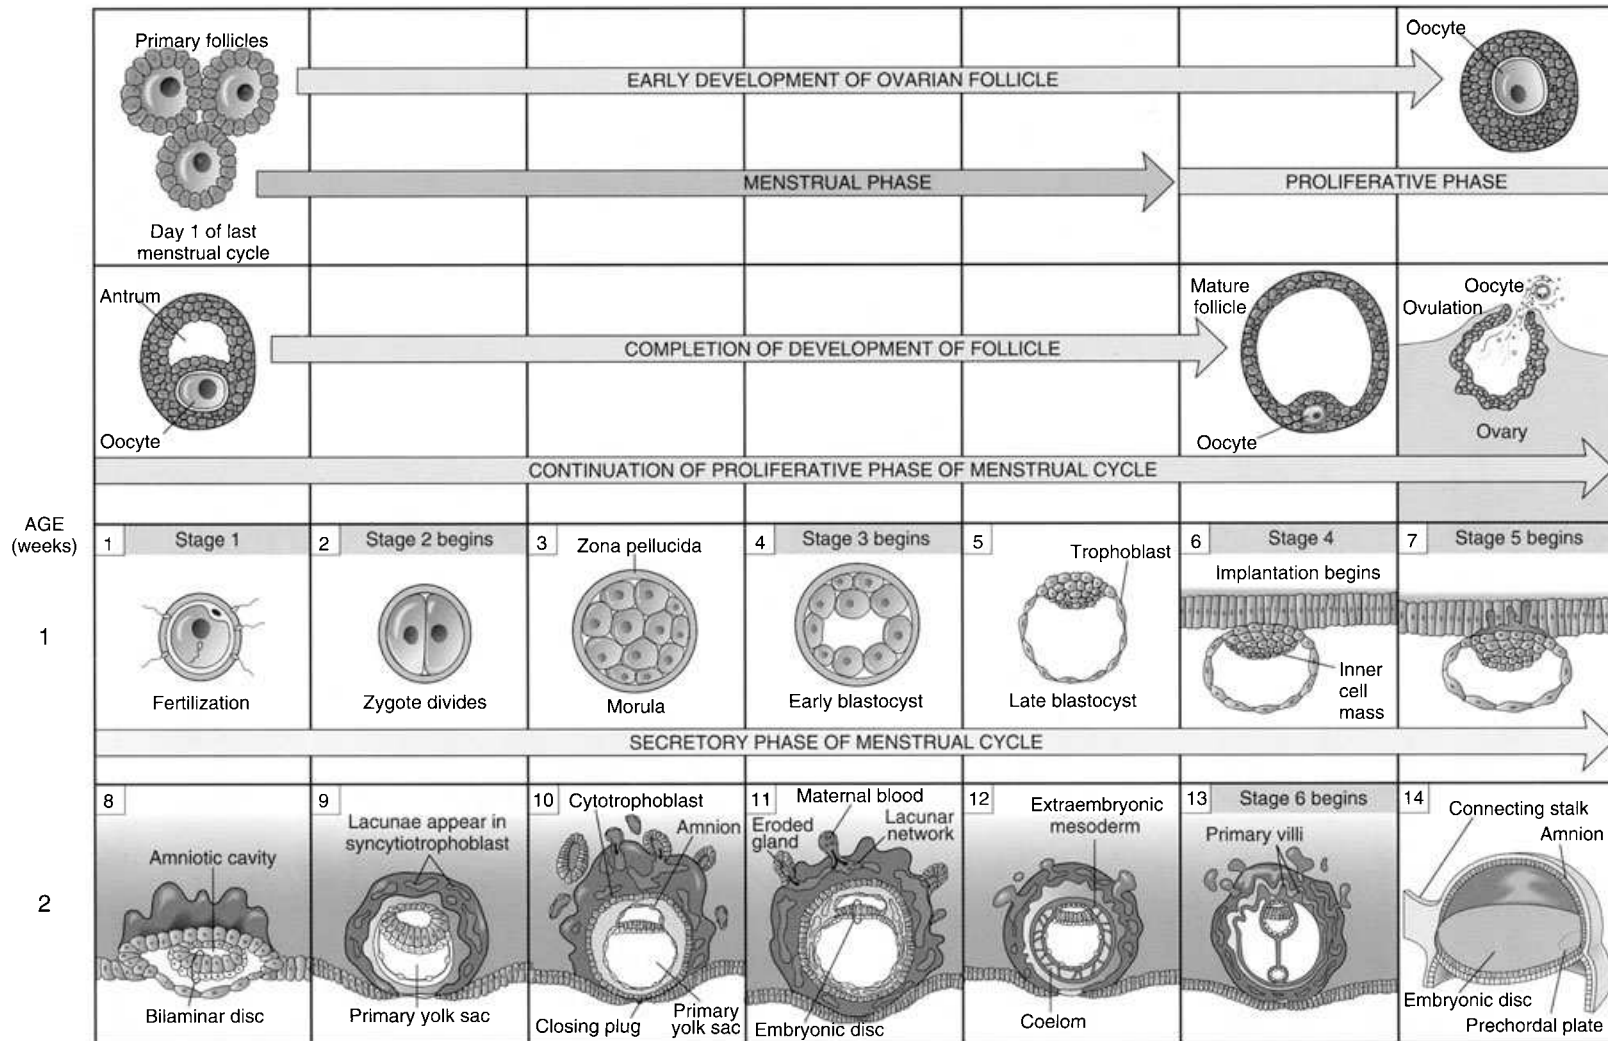 Primary follicles
Oocyte
EARLY DEVELOPMENT OF OVARIAN FOLLICLE
MENSTRUAL PHASE
PROLIFERATIVE PHASE
Day 1 of last
menstrual cycle
Antrum
Oocyte
COMPLETION OF DEVELOPMENT OF FOLLICLE
Mature
follicle
Oocyte
Oocyte
Ovulation
Ovary
CONTINUATION OF PROLIFERATIVE PHASE OF MENSTRUAL CYCLE
AGE
(weeks)
1
1 Stage 1
Fertilization
2 Stage 2 begins
Zygote divides
3 Zona pellucida
Morula
4 Stage 3 begins
Early blastocyst
5
Trophoblast
Late blastocyst
6 Stage 4
Implantation begins
Inner
cell
mass
7 Stage 5 begins
SECRETORY PHASE OF MENSTRUAL CYCLE
2
8
Amniotic cavity
Bilaminar disc
9
Lacunae appear in
syncytiotrophoblast
Primary yolk sac
10 Cytotrophoblast
Amnion
Closing plug
Primary
yolk sac
11 Maternal blood
Eroded
gland
Lacunar
network
Embryonic disc
12 Extraembryonic
mesoderm
Coelom
13 Stage 6 begins
Primary villi
14 Connecting stalk
Amnion
Embryonic disc
Prechordal plate